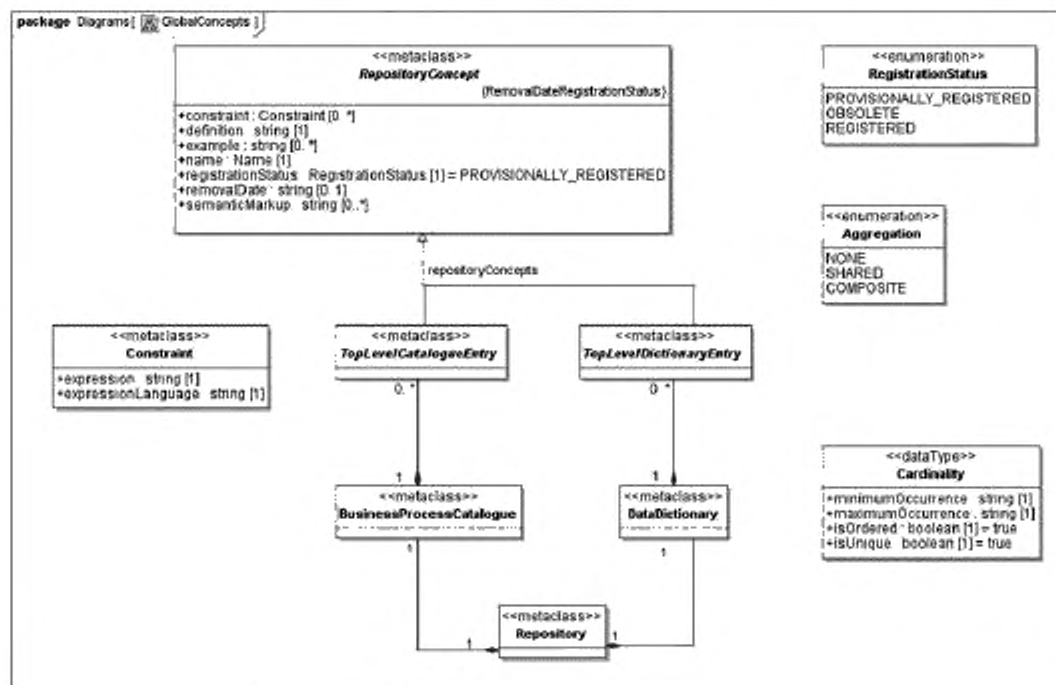 package Diagrams[ GlobalConcepts ]
<<metaclass>>
RepositoryConcept
{RemovalDateRegistrationStatus}
+constraint : Constraint [0..*]
+definition string [1]
+example : string [0..*]
+name : Name [1]
+registrationStatus RegistrationStatus [1] = PROVISIONALLY_REGISTERED
+removalDate : string [0..1]
+semanticMarkup string [0..*]
<<enumeration>>
RegistrationStatus
PROVISIONALLY_REGISTERED
OBSOLETE
REGISTERED
<<enumeration>>
Aggregation
NONE
SHARED
COMPOSITE
repositoryConcepts
<<metaclass>>
Constraint
+expression string [1]
+expressionLanguage string [1]
<<metaclass>>
TopLevelCatalogueEntry
0..*
<<metaclass>>
TopLevelDictionaryEntry
0..*
1
<<metaclass>>
BusinessProcessCatalogue
1
1
<<metaclass>>
DataDictionary
1
<<dataType>>
Cardinality
+minimumOccurrence string [1]
+maximumOccurrence : string [1]
+isOrdered : boolean [1] = true
+isUnique boolean [1] = true
<<metaclass>>
Repository
1
1